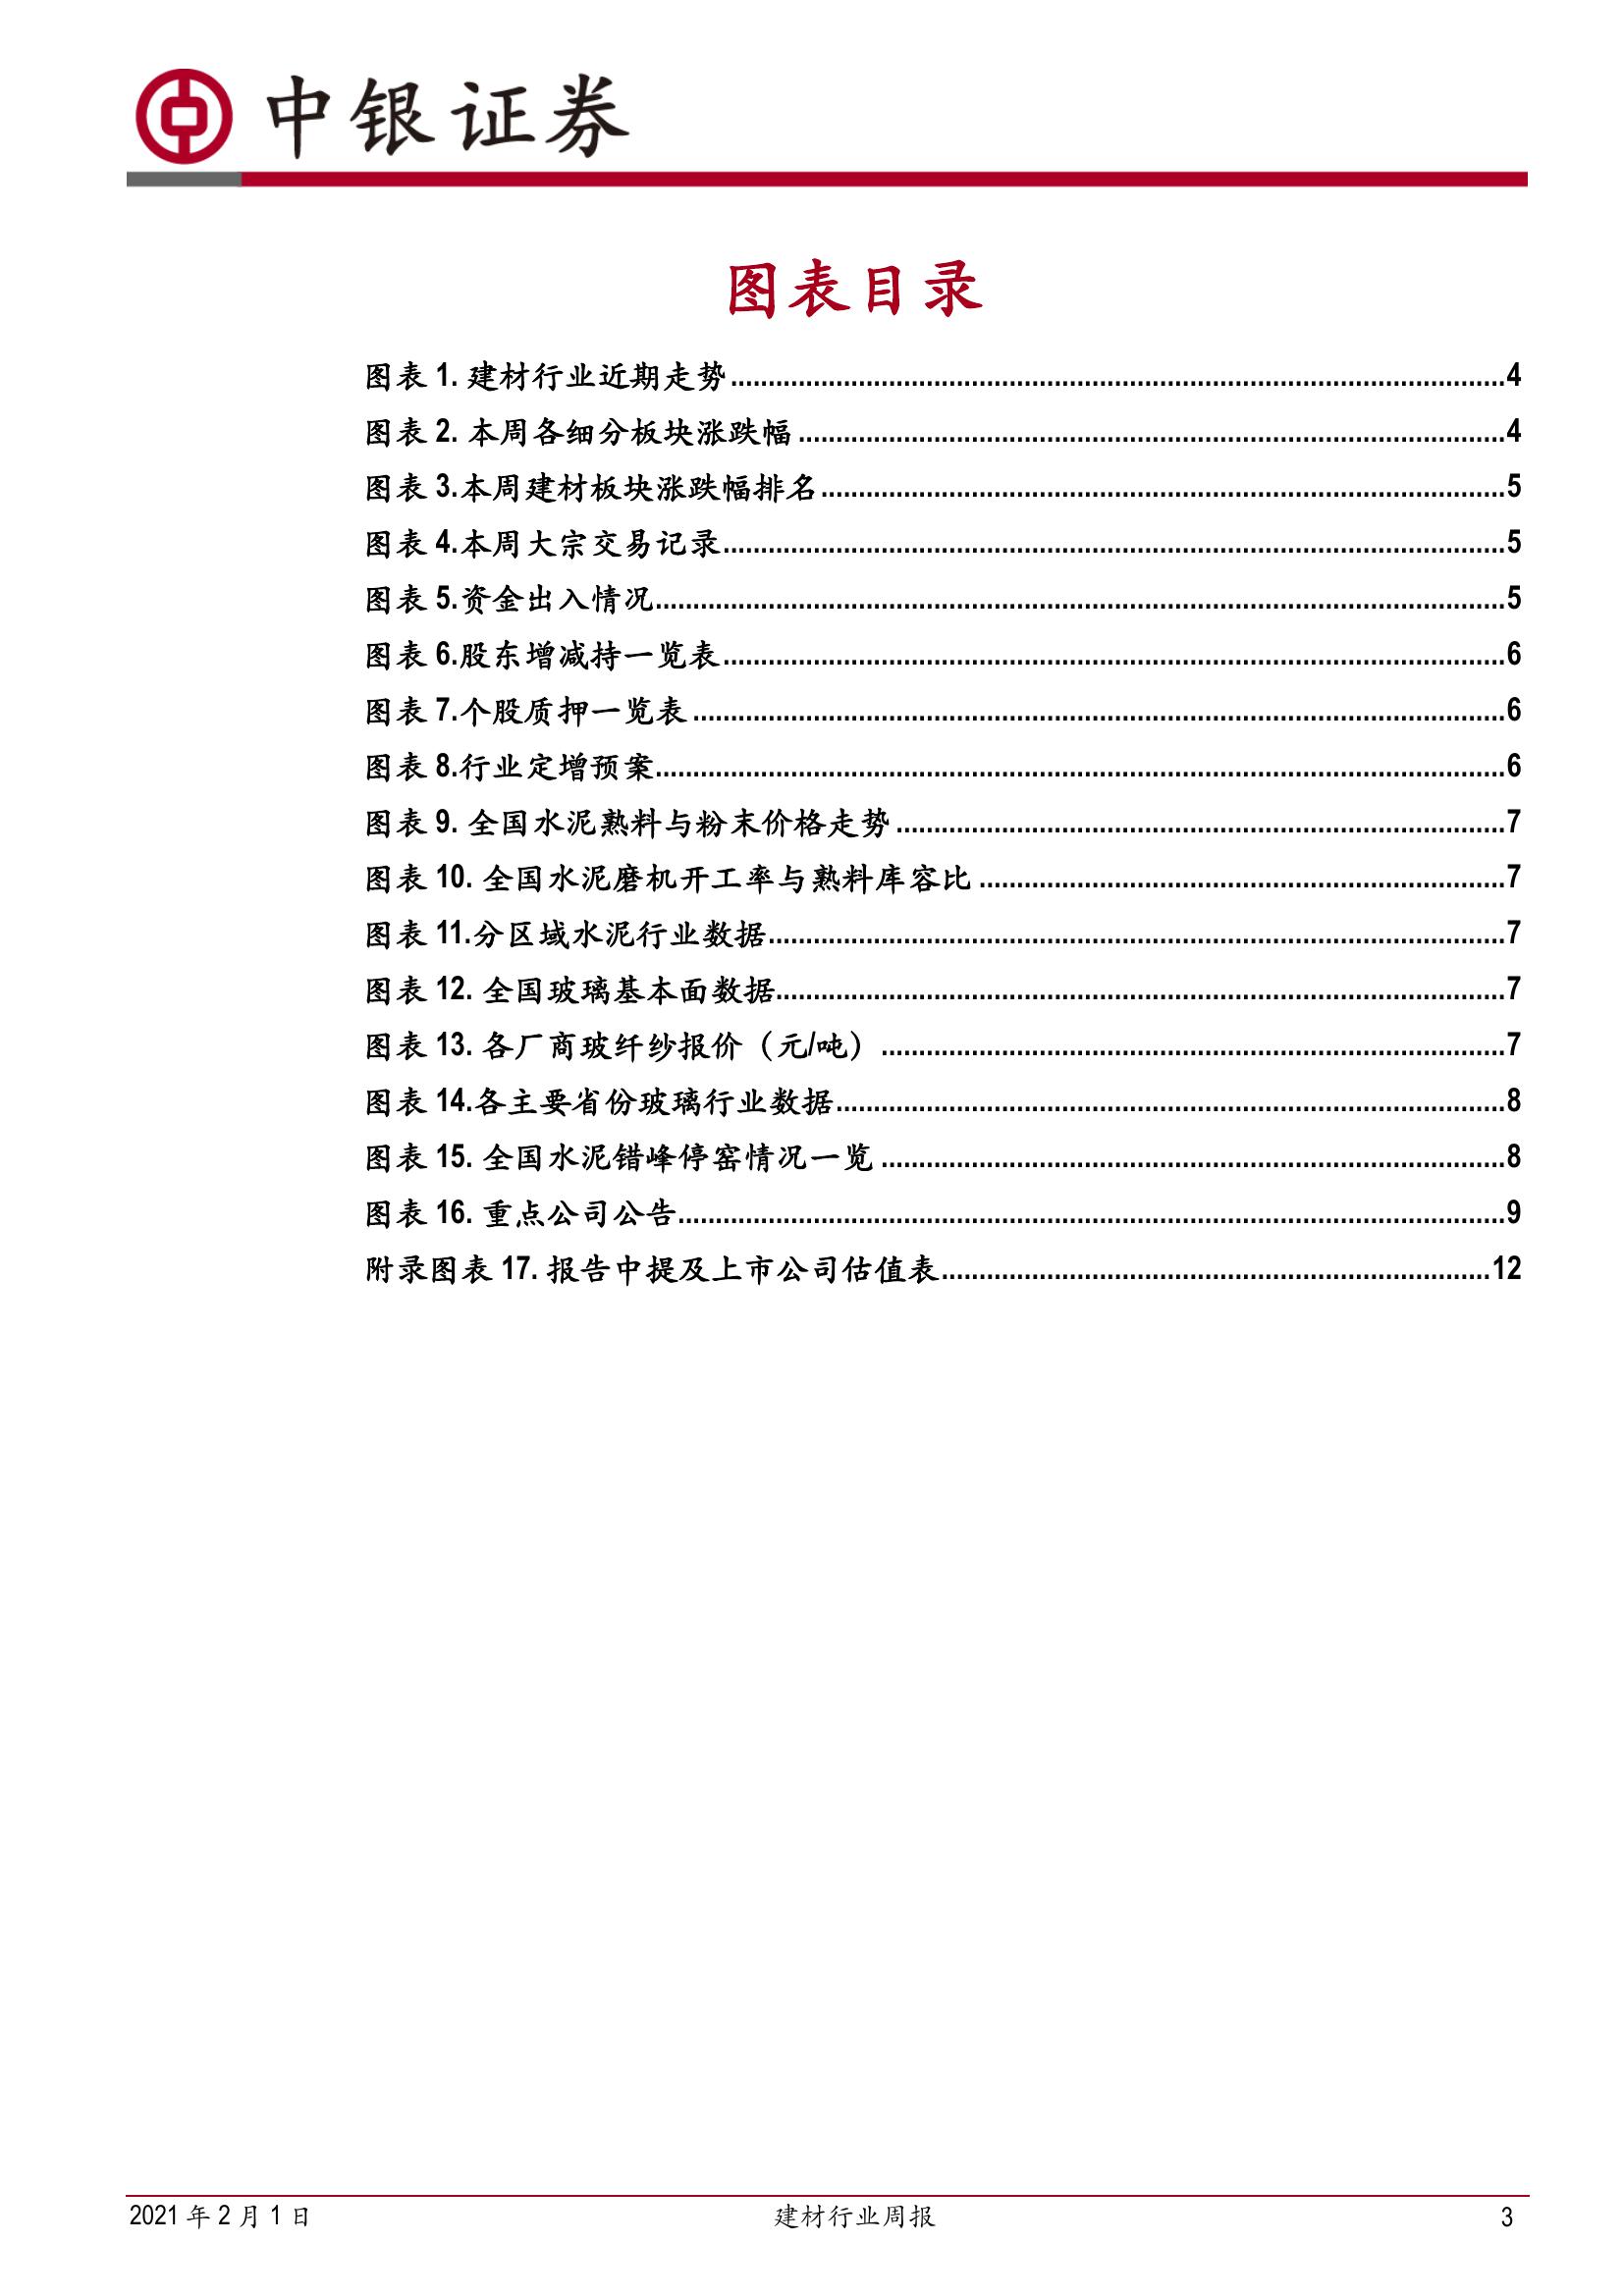 中银证券
图表目录
图表 1. 建材行业近期走势................4
图表 2. 本周各细分板块涨跌幅................4
图表 3.本周建材板块涨跌幅排名................5
图表 4.本周大宗交易记录................5
图表 5.资金出入情况................5
图表 6.股东增减持一览表................6
图表 7.个股质押一览表................6
图表 8.行业定增预案................6
图表 9. 全国水泥熟料与粉末价格走势................7
图表 10. 全国水泥磨机开工率与熟料库容比................7
图表 11.分区域水泥行业数据................7
图表 12. 全国玻璃基本面数据................7
图表 13. 各厂商玻纤纱报价（元/吨）................7
图表 14.各主要省份玻璃行业数据................8
图表 15. 全国水泥错峰停窑情况一览................8
图表 16. 重点公司公告................9
附录图表 17. 报告中提及上市公司估值表................12
2021 年 2 月 1 日 建材行业周报 3